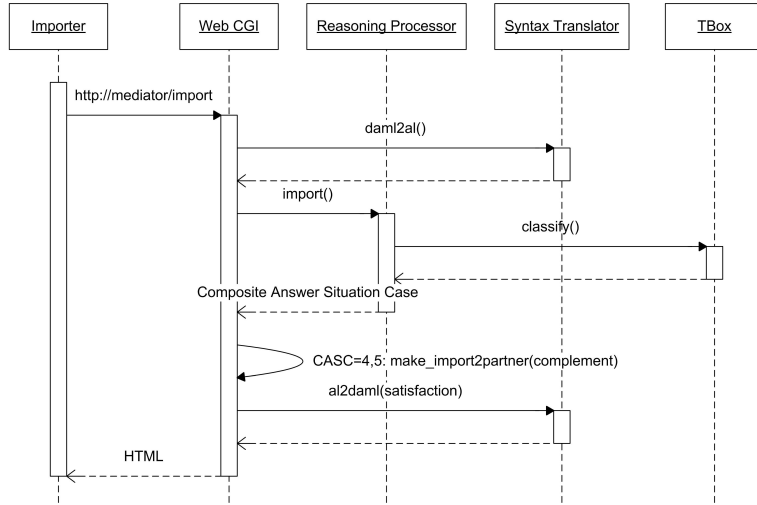 Importer
Web CGI
Reasoning Processor
Syntax Translator
TBox
http://mediator/import
daml2al()
import()
classify()
Composite Answer Situation Case
CASC=4,5: make_import2partner(complement)
al2daml(satisfaction)
HTML